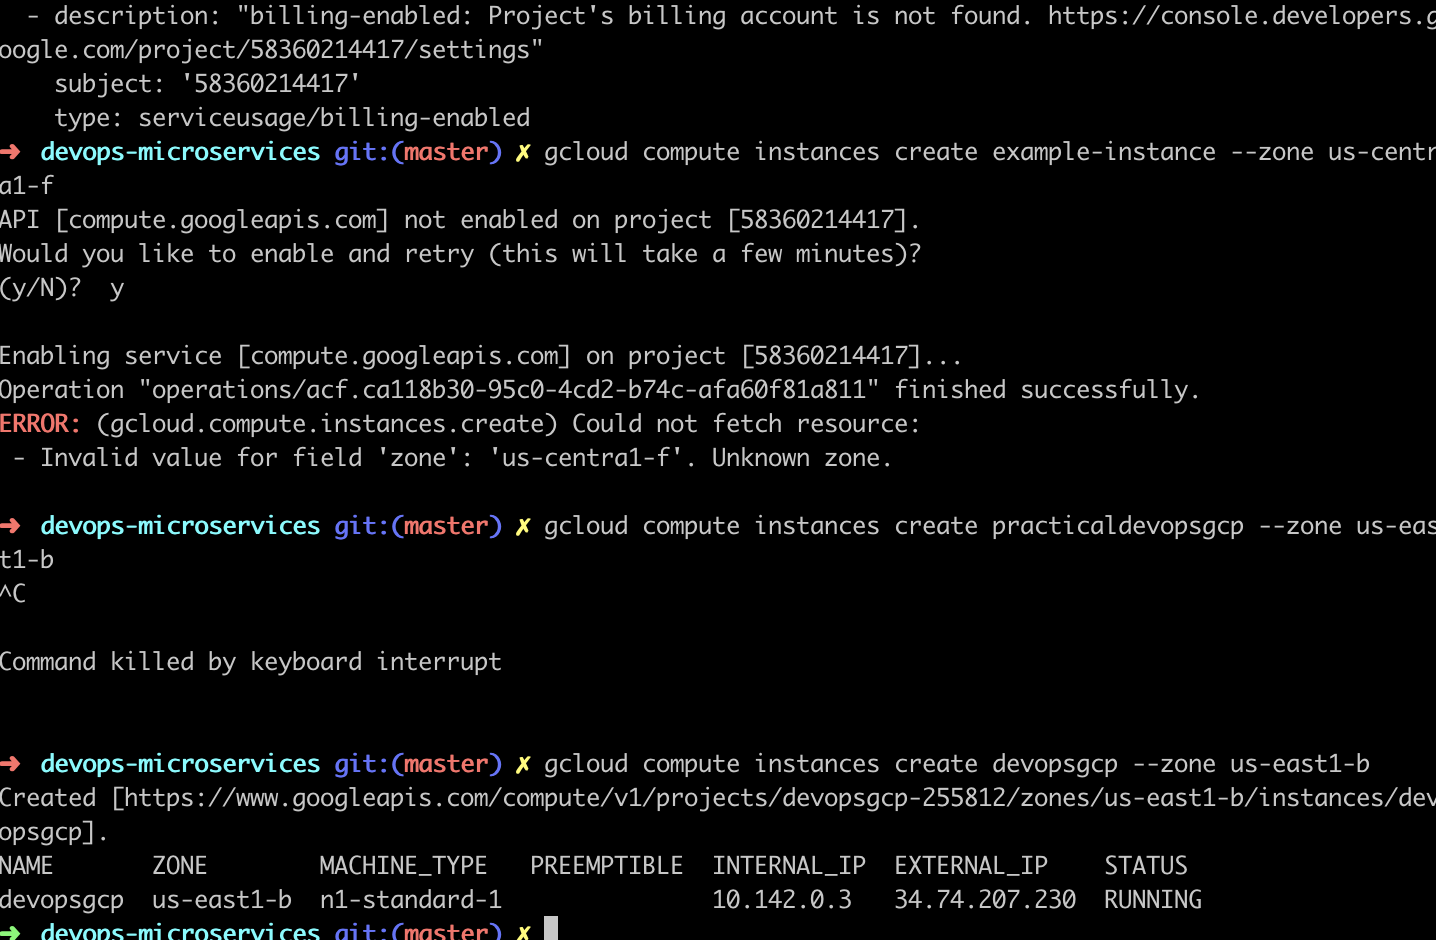 - description: "billing-enabled: Project's billing account is not found. https://console.developers.g
oogle.com/project/58360214417/settings"
    subject: '58360214417'
    type: serviceusage/billing-enabled
➜  devops-microservices git:(master) ✗ gcloud compute instances create example-instance --zone us-centr
a1-f
API [compute.googleapis.com] not enabled on project [58360214417].
Would you like to enable and retry (this will take a few minutes)?
(y/N)?  y

Enabling service [compute.googleapis.com] on project [58360214417]...
Operation "operations/acf.ca118b30-95c0-4cd2-b74c-afa60f81a811" finished successfully.
ERROR: (gcloud.compute.instances.create) Could not fetch resource:
 - Invalid value for field 'zone': 'us-centra1-f'. Unknown zone.

➜  devops-microservices git:(master) ✗ gcloud compute instances create practicaldevopsgcp --zone us-eas
t1-b
^C

Command killed by keyboard interrupt

➜  devops-microservices git:(master) ✗ gcloud compute instances create devopsgcp --zone us-east1-b
Created [https://www.googleapis.com/compute/v1/projects/devopsgcp-255812/zones/us-east1-b/instances/dev
opsgcp].
NAME       ZONE        MACHINE_TYPE   PREEMPTIBLE  INTERNAL_IP  EXTERNAL_IP    STATUS
devopsgcp  us-east1-b  n1-standard-1               10.142.0.3   34.74.207.230  RUNNING
➜  devops-microservices git:(master) ✗